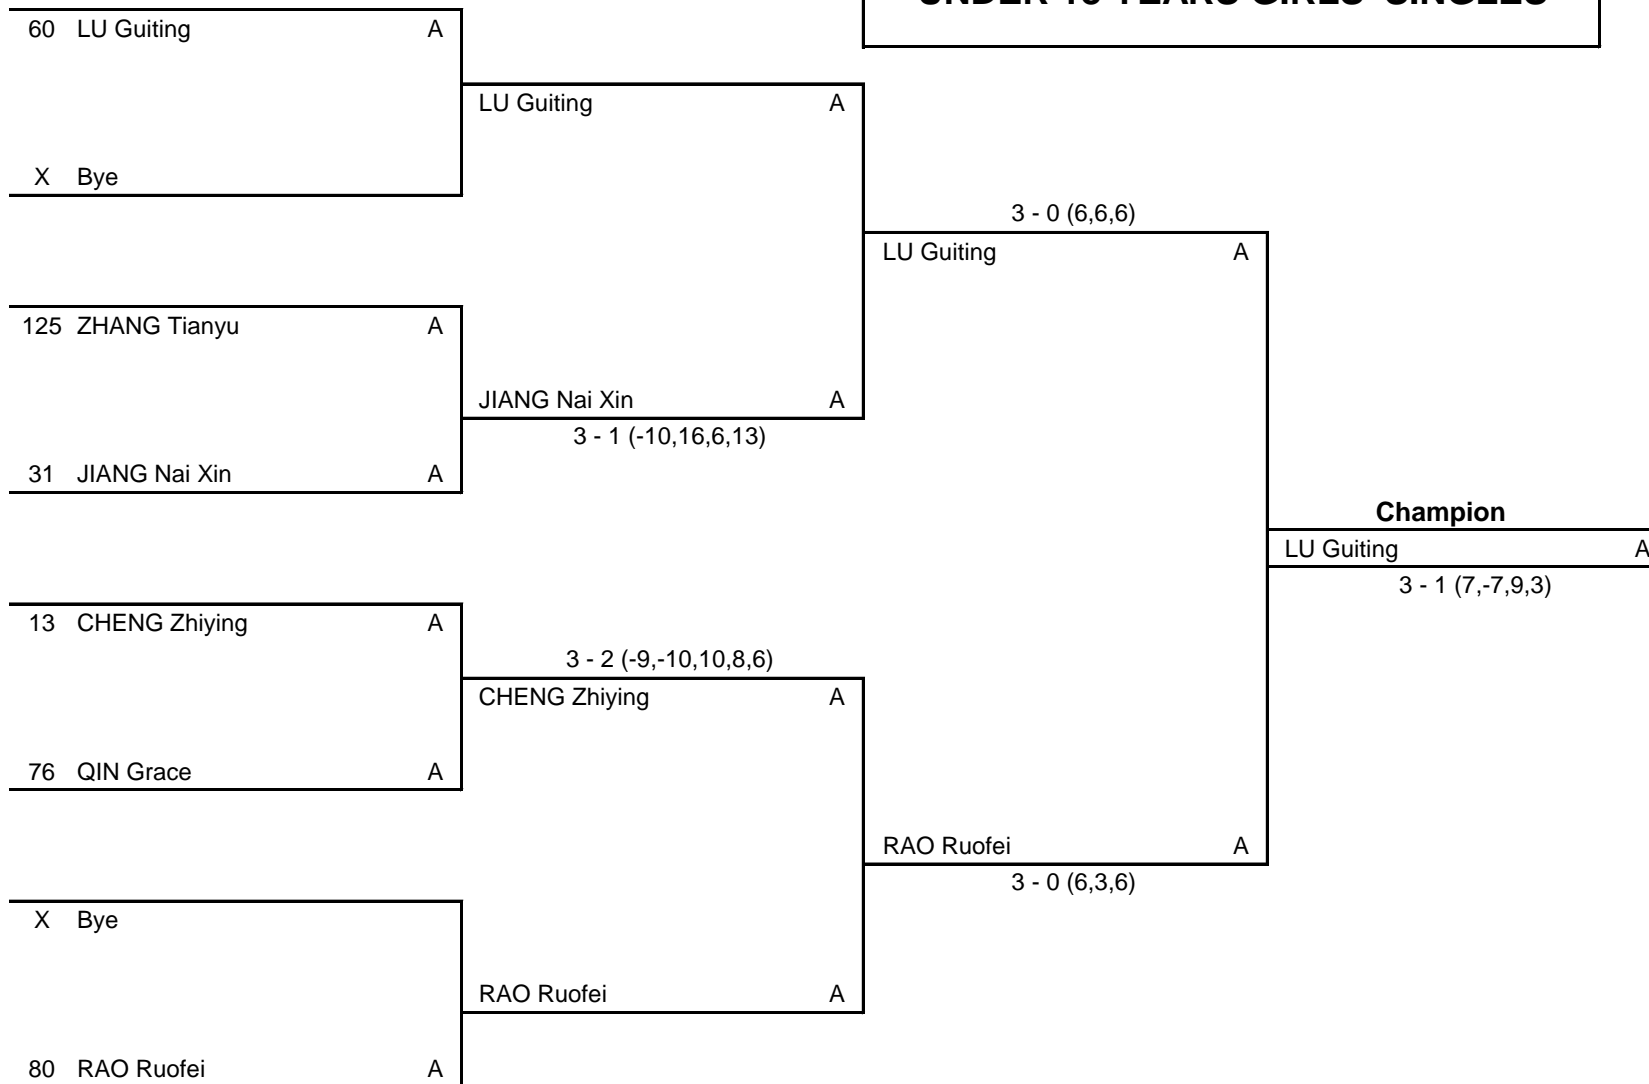 UNDER
GIRLS' SINGLES
60 LU Guiting A
LU Guiting A
X Bye
3 - 0 (6,6,6)
LU Guiting A
125 ZHANG Tianyu A
JIANG Nai Xin A
3 - 1 (-10,16,6,13)
31 JIANG Nai Xin A
Champion
LU Guiting A
3 - 1 (7,-7,9,3)
13 CHENG Zhiying A
3 - 2 (-9,-10,10,8,6)
CHENG Zhiying A
76 QIN Grace A
RAO Ruofei A
3 - 0 (6,3,6)
X Bye
RAO Ruofei A
80 RAO Ruofei A